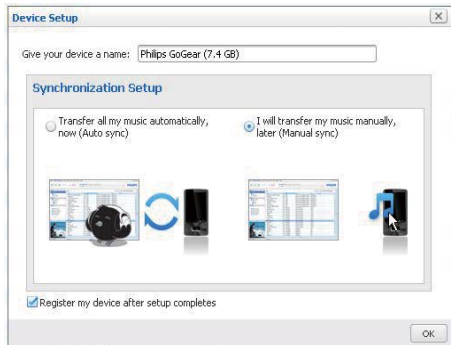 Device Setup
Give your device a name: Philips GoGear (7.4 GB)
Synchronization Setup
Transfer all my music automatically,
now (Auto sync)
I will transfer my music manually,
later (Manual sync)
Register my device after setup completes
OK